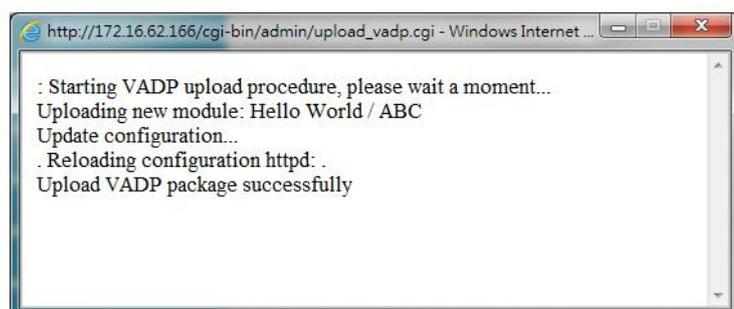 http://172.16.62.166/cgi-bin/admin/upload_vadp.cgi - Windows Internet ...
: Starting VADP upload procedure, please wait a moment...
Uploading new module: Hello World / ABC
Update configuration...
. Reloading configuration httpd: .
Upload VADP package successfully